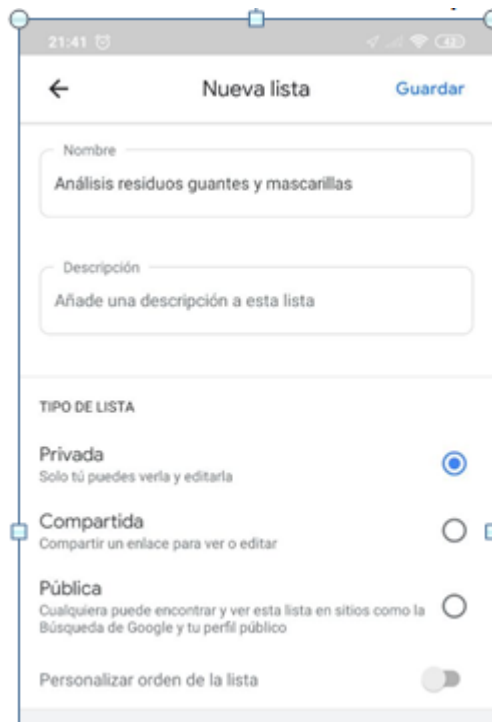 21:41
42
Nueva lista
Guardar
Nombre
Análisis residuos guantes y mascarillas
Descripción
Añade una descripción a esta lista
TIPO DE LISTA
Privada
Solo tú puedes verla y editarla
Compartida
Compartir un enlace para ver o editar
Pública
Cualquiera puede encontrar y ver esta lista en sitios como la
Búsqueda de Google y tu perfil público
Personalizar orden de la lista